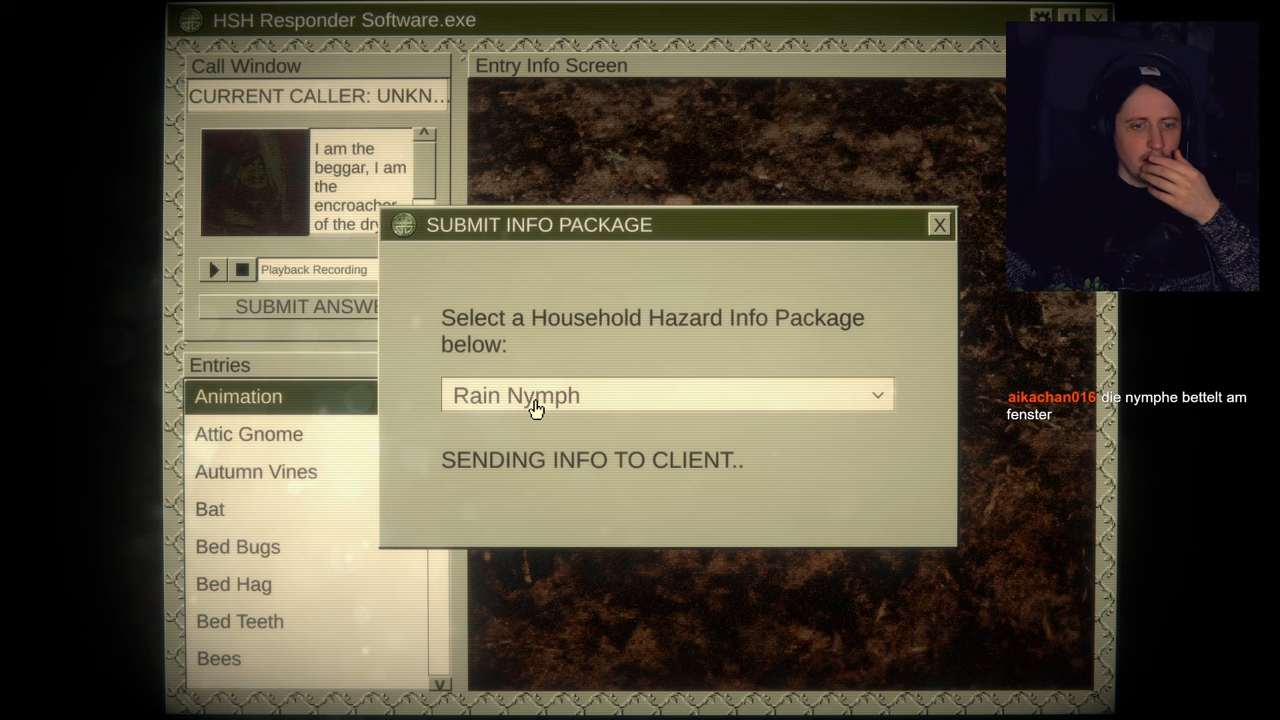 HSH Responder Software.exe
Call Window
CURRENT CALLER: UNKN...
I am the
beggar, I am
the
encroacher
of the dry
Playback Recording
SUBMIT ANSWE
Entries
Animation
Attic Gnome
Autumn Vines
Bat
Bed Bugs
Bed Hag
Bed Teeth
Bees
Entry Info Screen
SUBMIT INFO PACKAGE
X
Select a Household Hazard Info Package
below:
Rain Nymph
SENDING INFO TO CLIENT..
aikachan016 die nymphe bettelt am
fenster